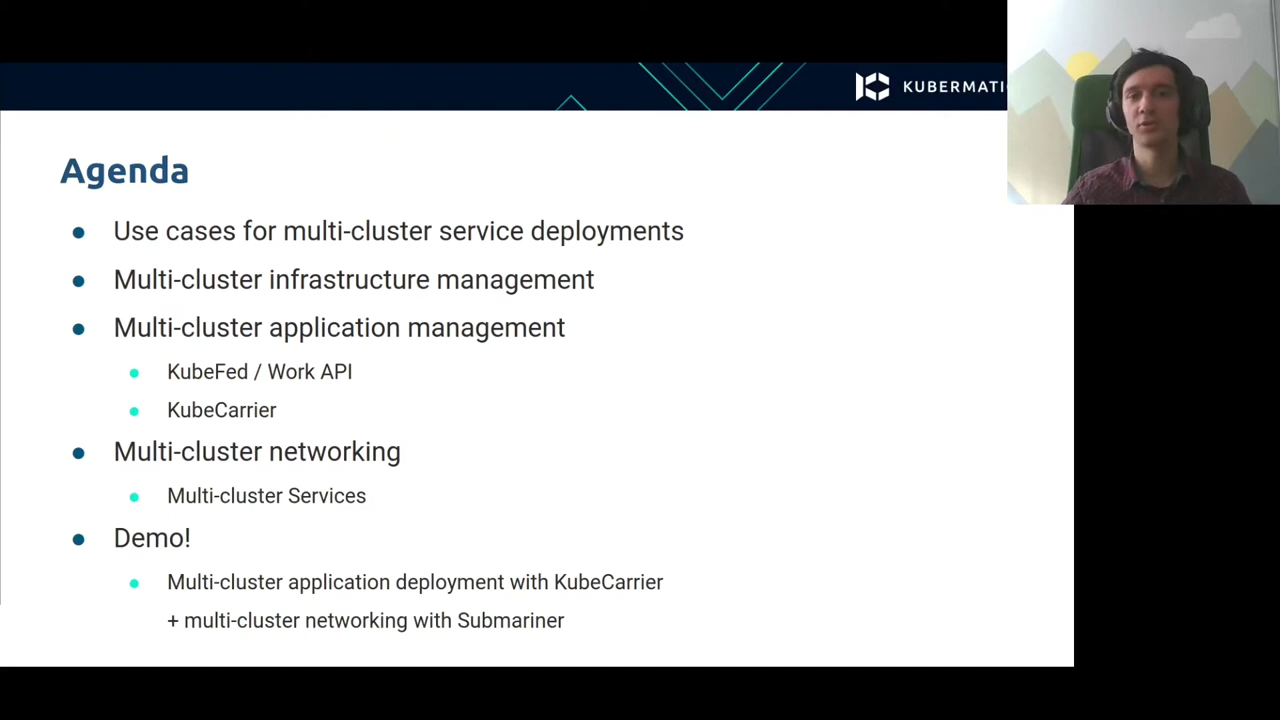 KUBERMATI
Agenda
Use cases for multi-cluster service deployments
Multi-cluster infrastructure management
Multi-cluster application management
KubeFed / Work API
KubeCarrier
Multi-cluster networking
Multi-cluster Services
Demo!
Multi-cluster application deployment with KubeCarrier
+ multi-cluster networking with Submariner